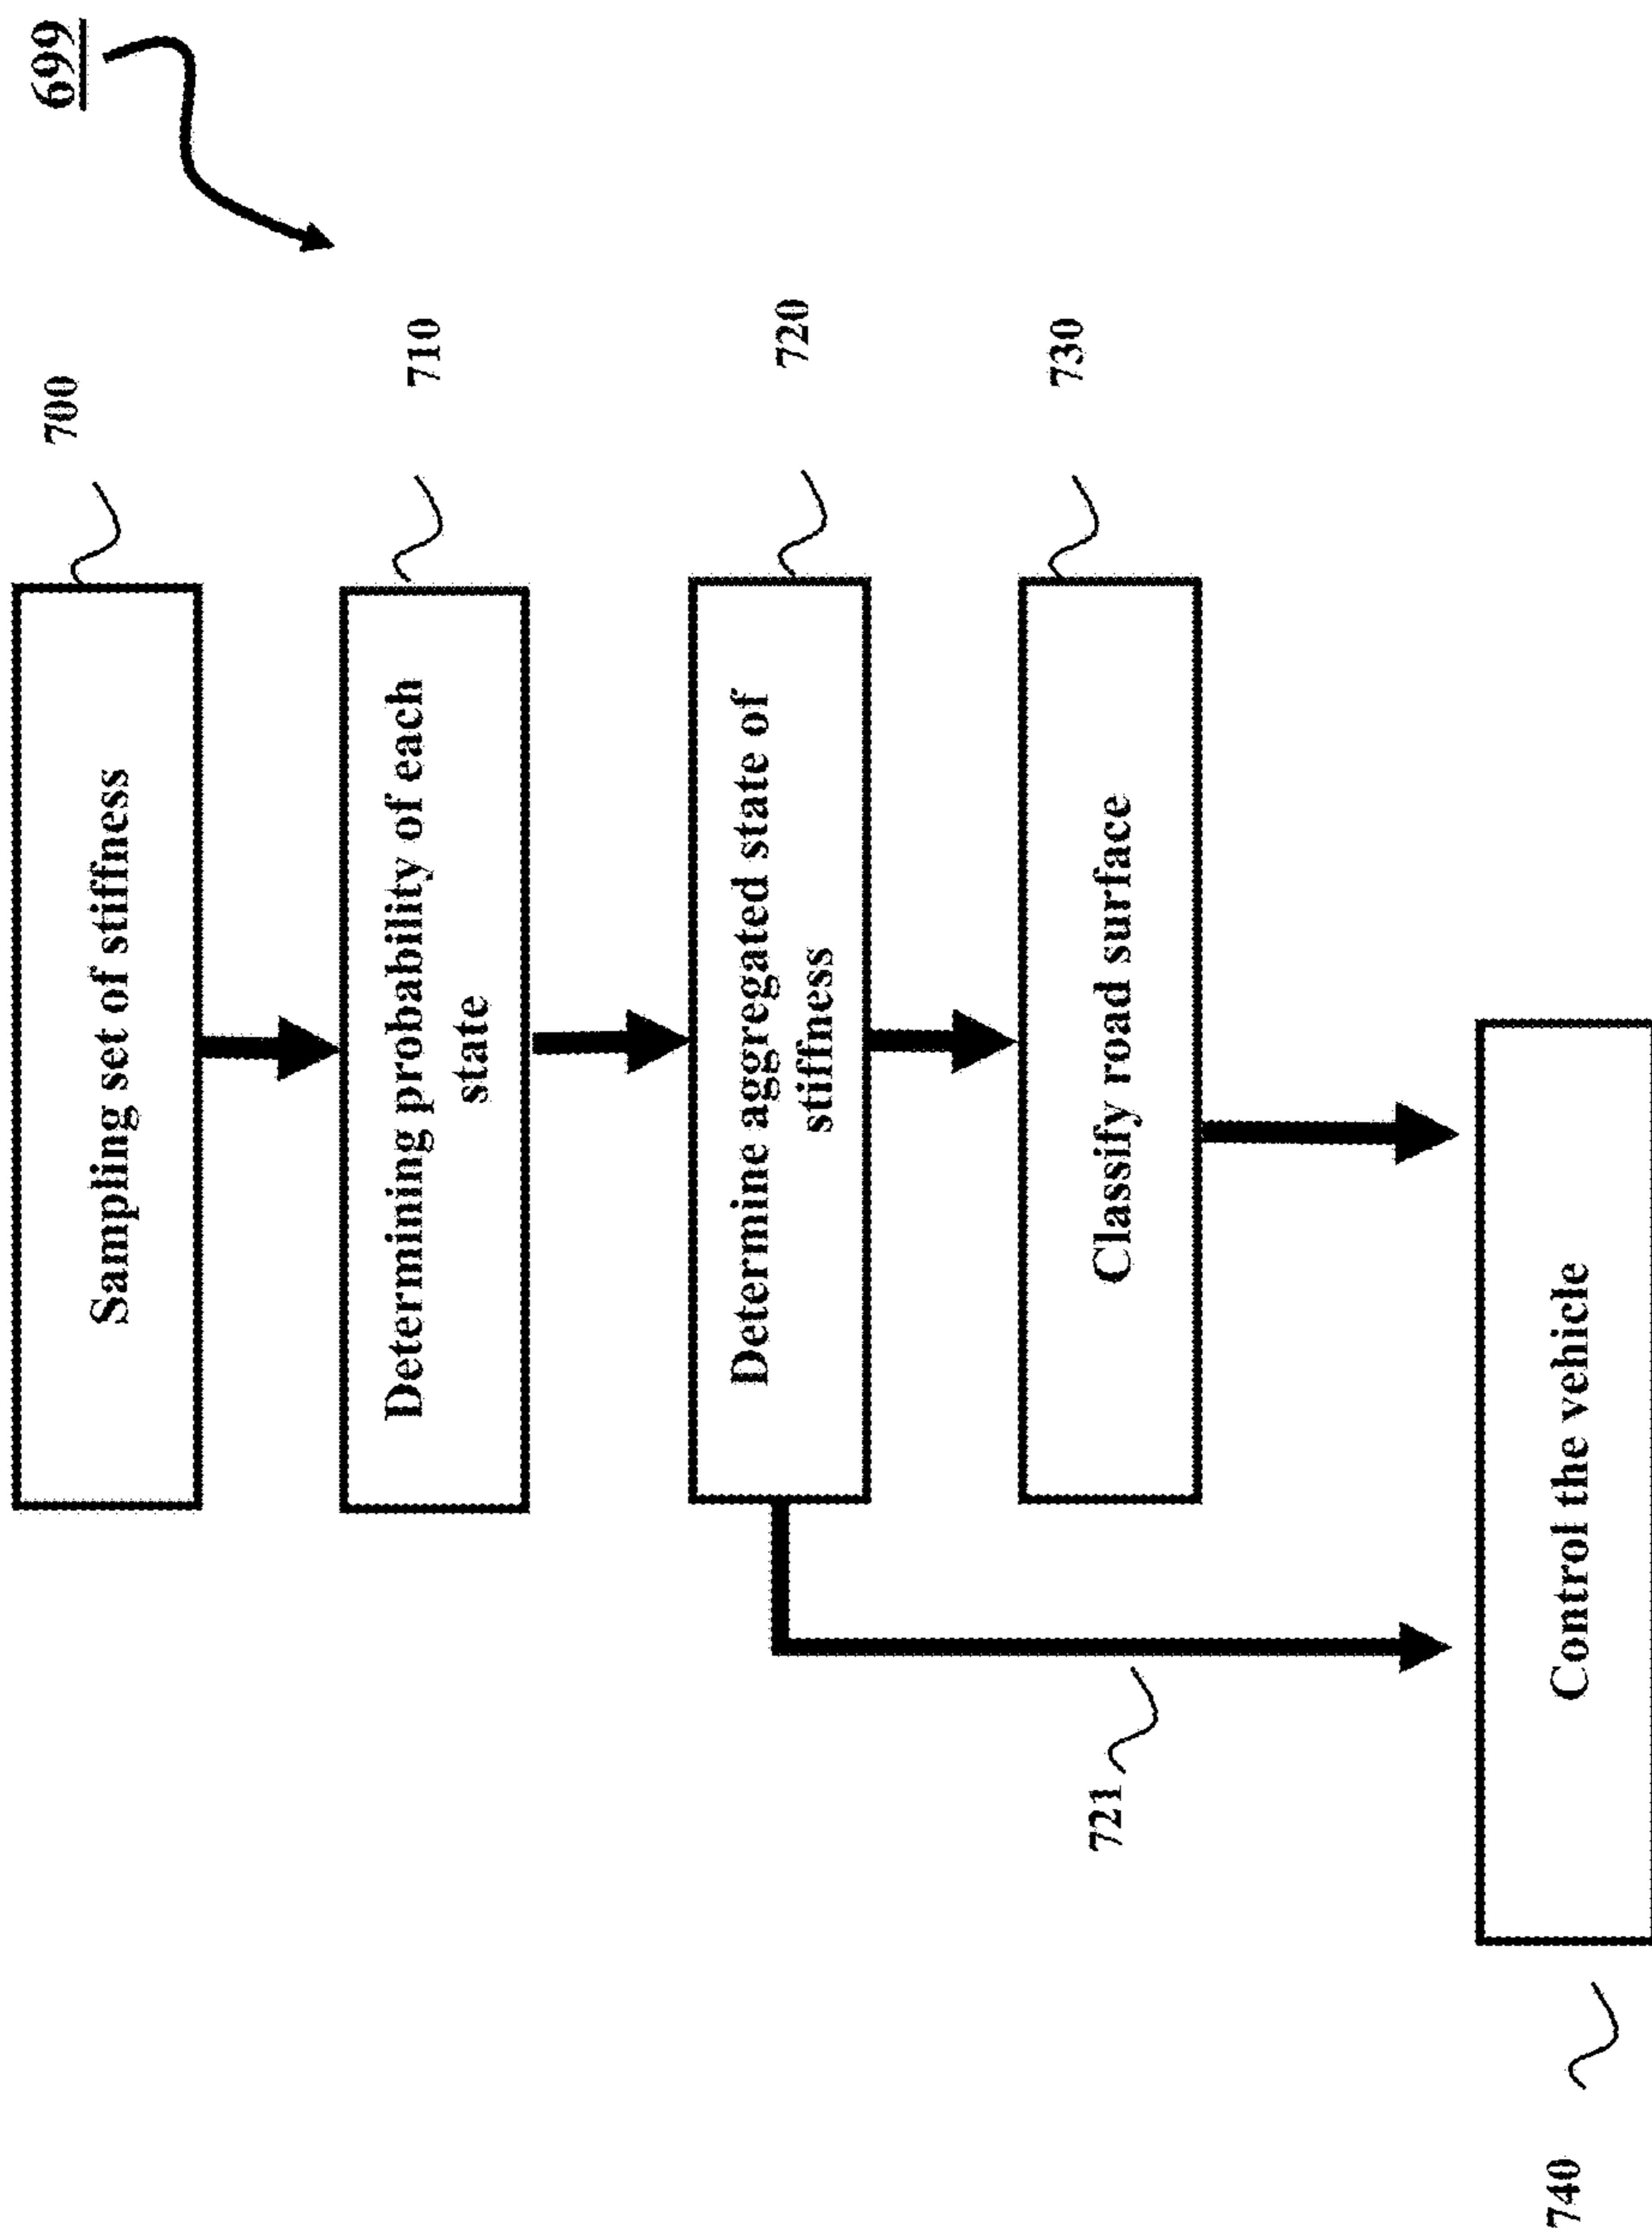 699
700
Sampling set of stiffness
710
Determining probability of each
state
720
Determine aggregated state of
stiffness
730
Classify road surface
721
Control the vehicle
740